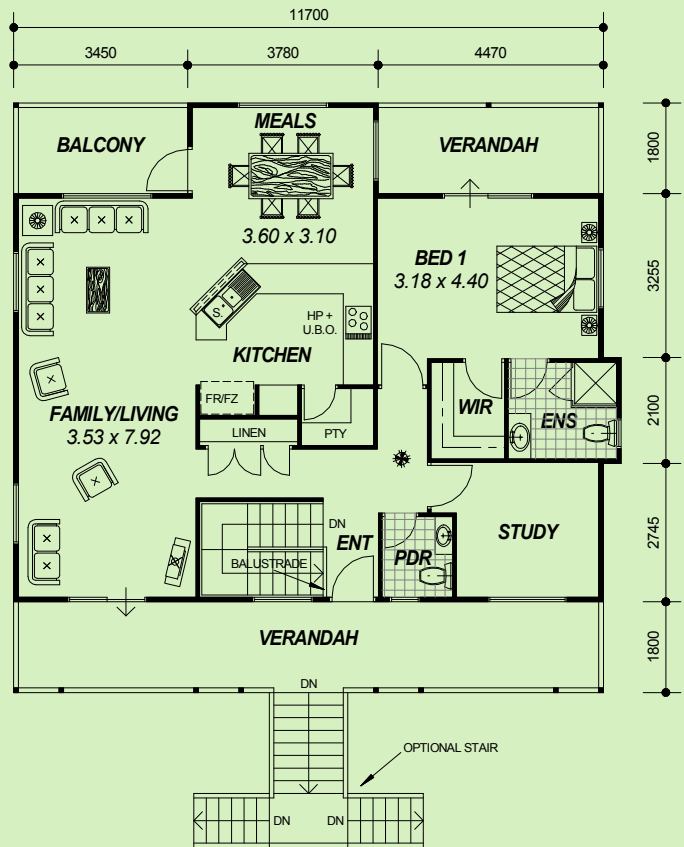 11700
3450
3780
4470
BALCONY
MEALS
VERANDAH
1800
3.60 x 3.10
BED 1
3.18 x 4.40
3255
S.
HP +
U.B.O.
KITCHEN
FR/FZ
FAMILY/LIVING
3.53 x 7.92
LINEN
PTY
WIR
ENS
2100
DN
ENT
BALUSTRADE
PDR
STUDY
2745
VERANDAH
1800
DN
OPTIONAL STAIR
DN
DN